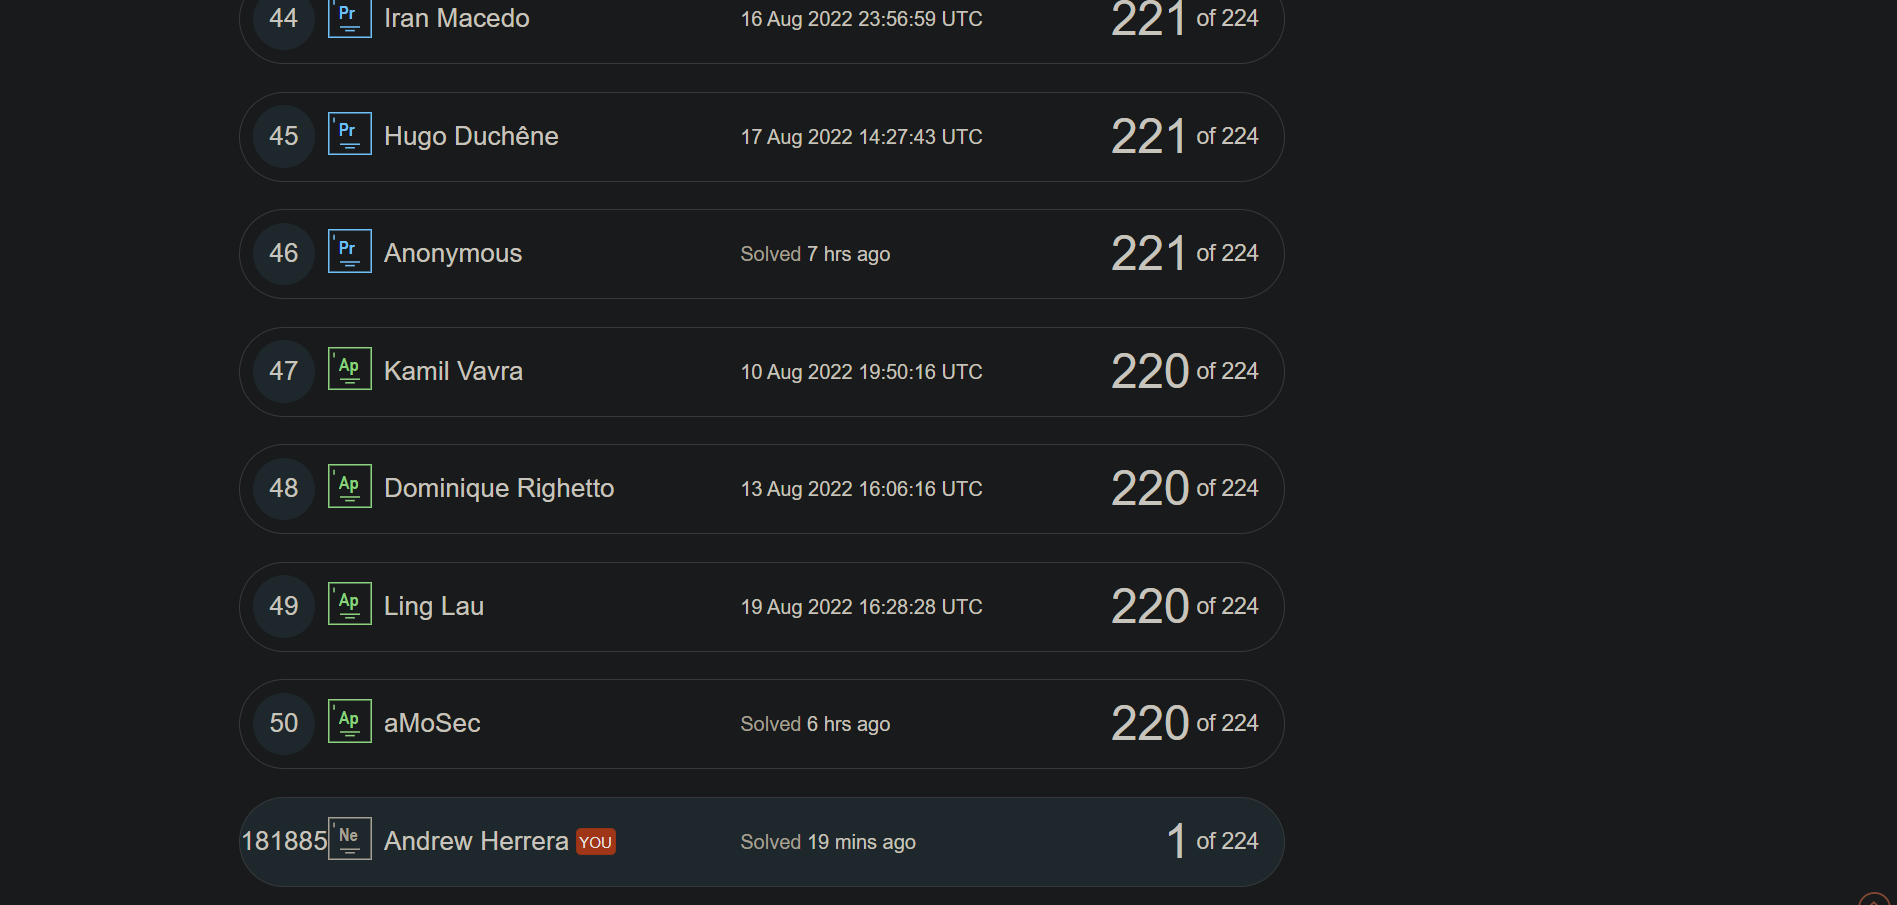 44 Pr Iran Macedo 16 Aug 2022 23:56:59 UTC 221 of 224
45 Pr Hugo Duchêne 17 Aug 2022 14:27:43 UTC 221 of 224
46 Pr Anonymous Solved 7 hrs ago 221 of 224
47 Ap Kamil Vavra 10 Aug 2022 19:50:16 UTC 220 of 224
48 Ap Dominique Righetto 13 Aug 2022 16:06:16 UTC 220 of 224
49 Ap Ling Lau 19 Aug 2022 16:28:28 UTC 220 of 224
50 Ap aMoSec Solved 6 hrs ago 220 of 224
181885 Ne Andrew Herrera YOU Solved 19 mins ago 1 of 224